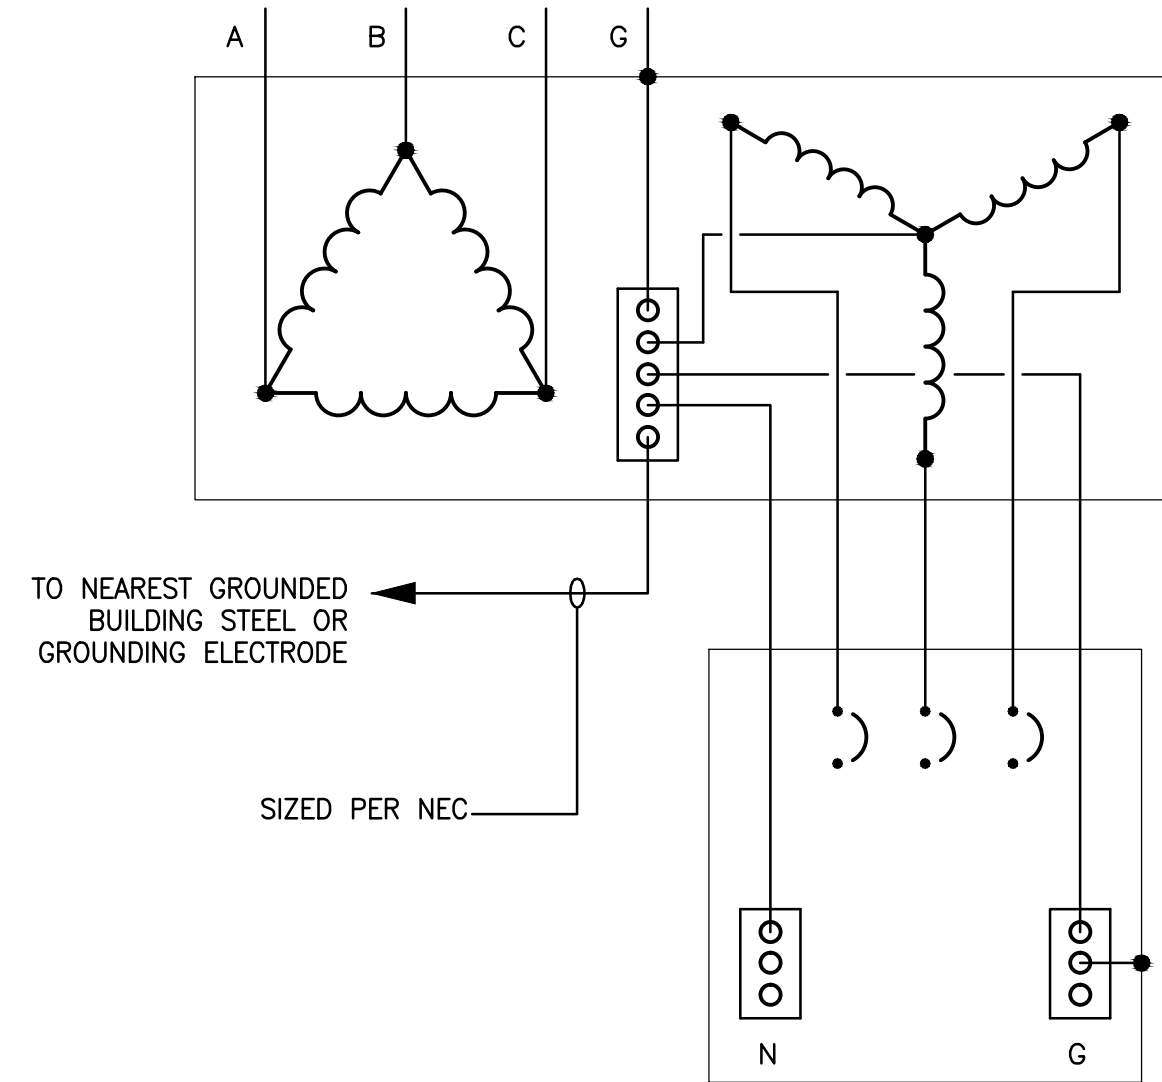 A B C G
TO NEAREST GROUNDED
BUILDING STEEL OR
GROUNDING ELECTRODE
SIZED PER NEC
N G